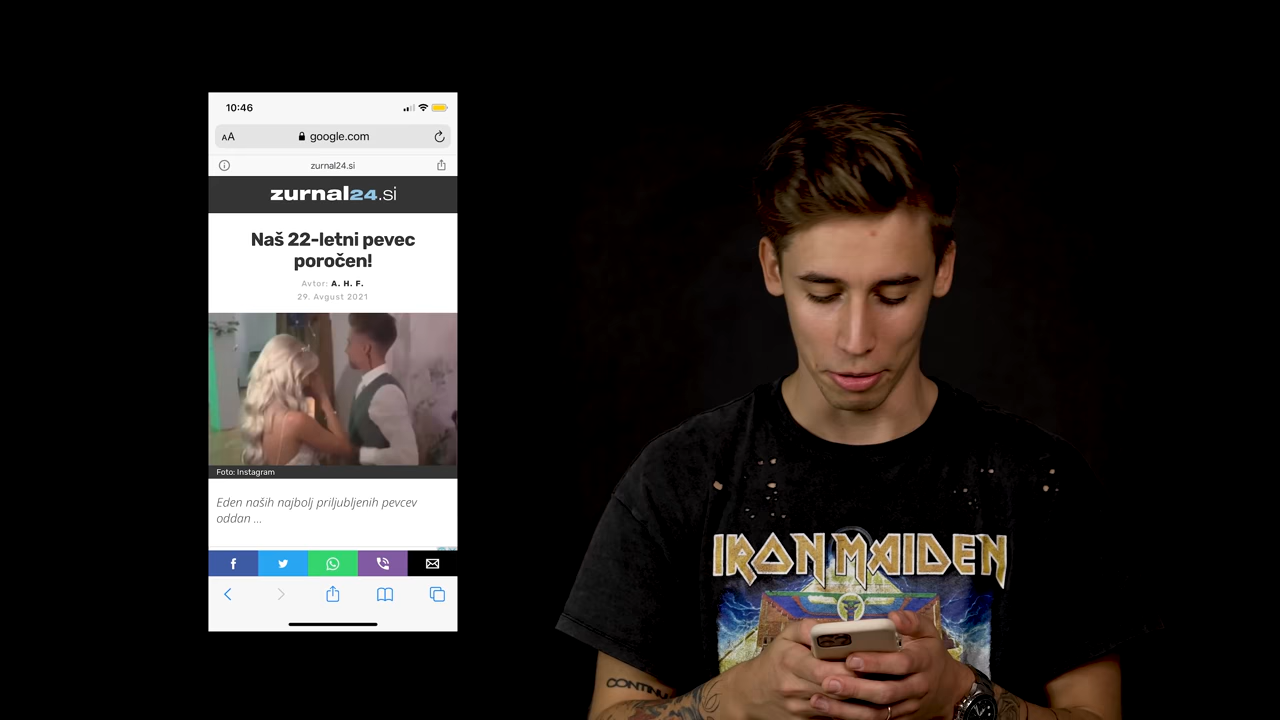 10:46
AA
google.com
zurnal24.si
zurnal24.si
Naš 22-letni pevec
poročen!
Avtor: A. H. F.
29. Avgust 2021
Foto: Instagram
Eden naših najbolj priljubljenih pevcev
oddan ...
IRON MAIDEN
CONTINU